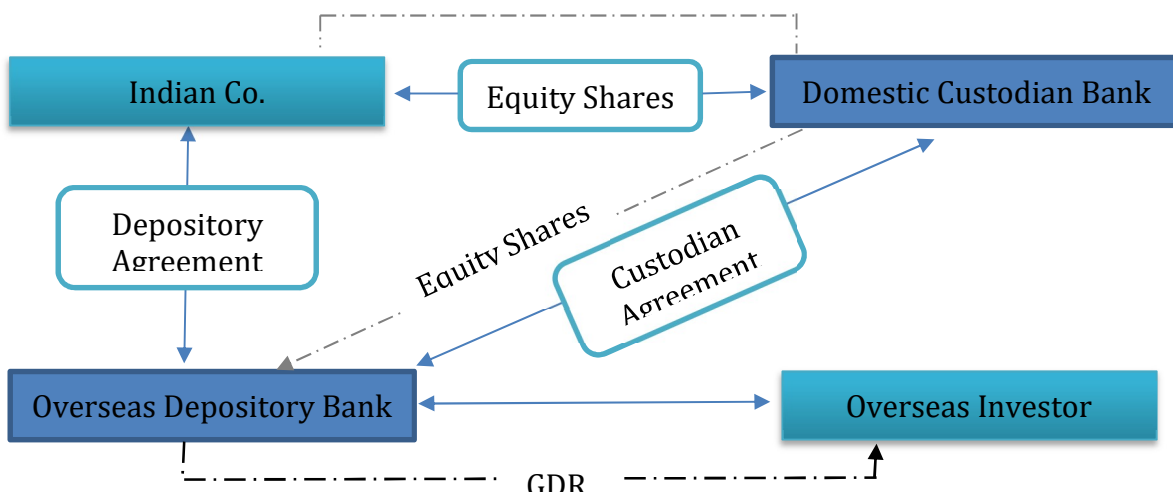 Indian Co.
Equity Shares
Domestic Custodian Bank
Depository
Agreement
Equity Shares
Custodian
Agreement
Overseas Depository Bank
Overseas Investor
GDR